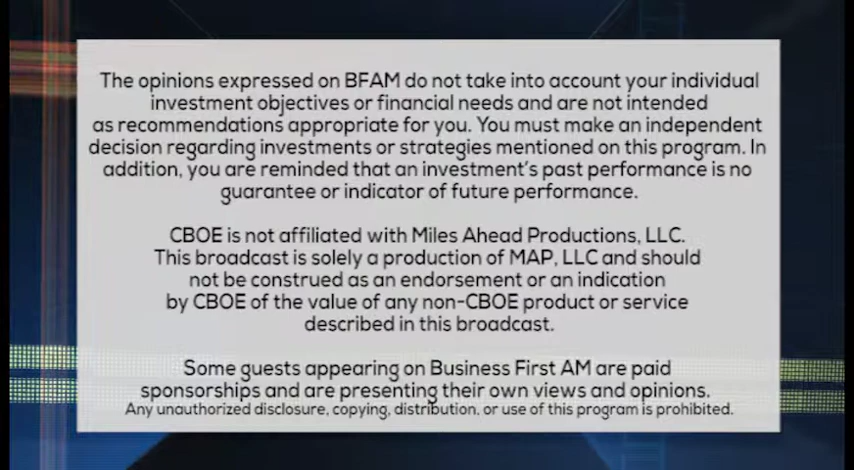 The opinions expressed on BFAM do not take into account your individual
investment objectives or financial needs and are not intended
as recommendations appropriate for you. You must make an independent
decision regarding investments or strategies mentioned on this program. In
addition, you are reminded that an investment's past performance is no
guarantee or indicator of future performance.
CBOE is not affiliated with Miles Ahead Productions, LLC.
This broadcast is solely a production of MAP, LLC and should
not be construed as an endorsement or an indication
by CBOE of the value of any non-CBOE product or service
described in this broadcast.
Some guests appearing on Business First AM are paid
sponsorships and are presenting their own views and opinions.
Any unauthorized disclosure, copying, distribution, or use of this program is prohibited.